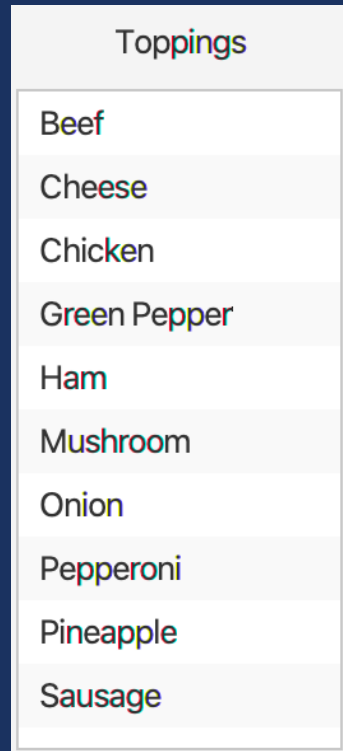 Toppings
Beef
Cheese
Chicken
Green Pepper
Ham
Mushroom
Onion
Pepperoni
Pineapple
Sausage